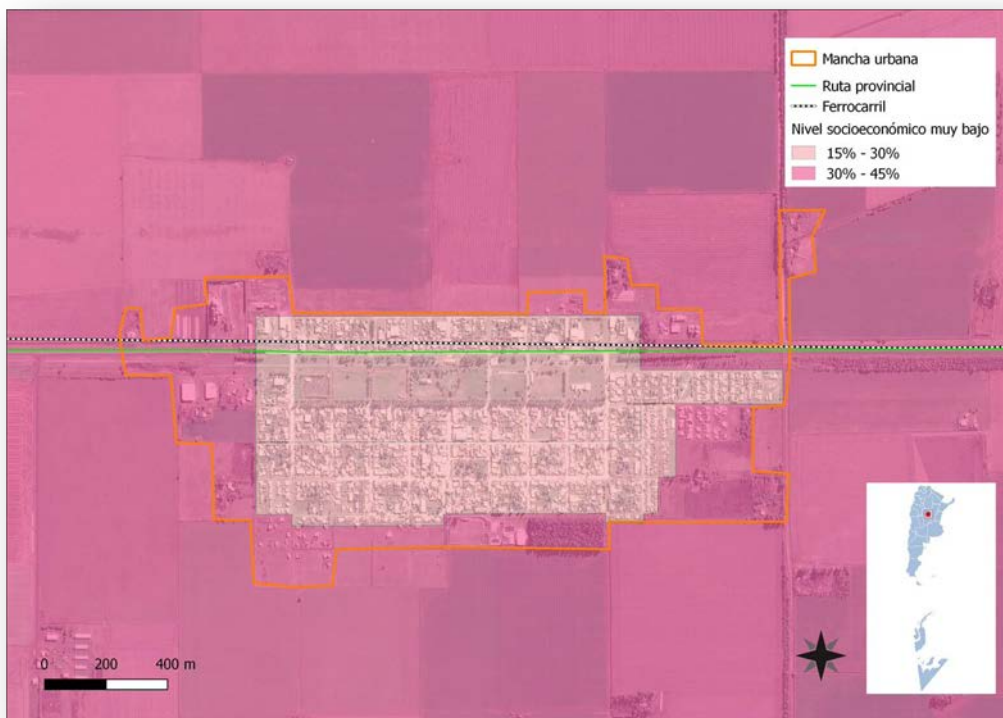 Mancha urbana
Ruta provincial
Ferrocarril
Nivel socioeconómico muy bajo
15% - 30%
30% - 45%
0 200 400 m